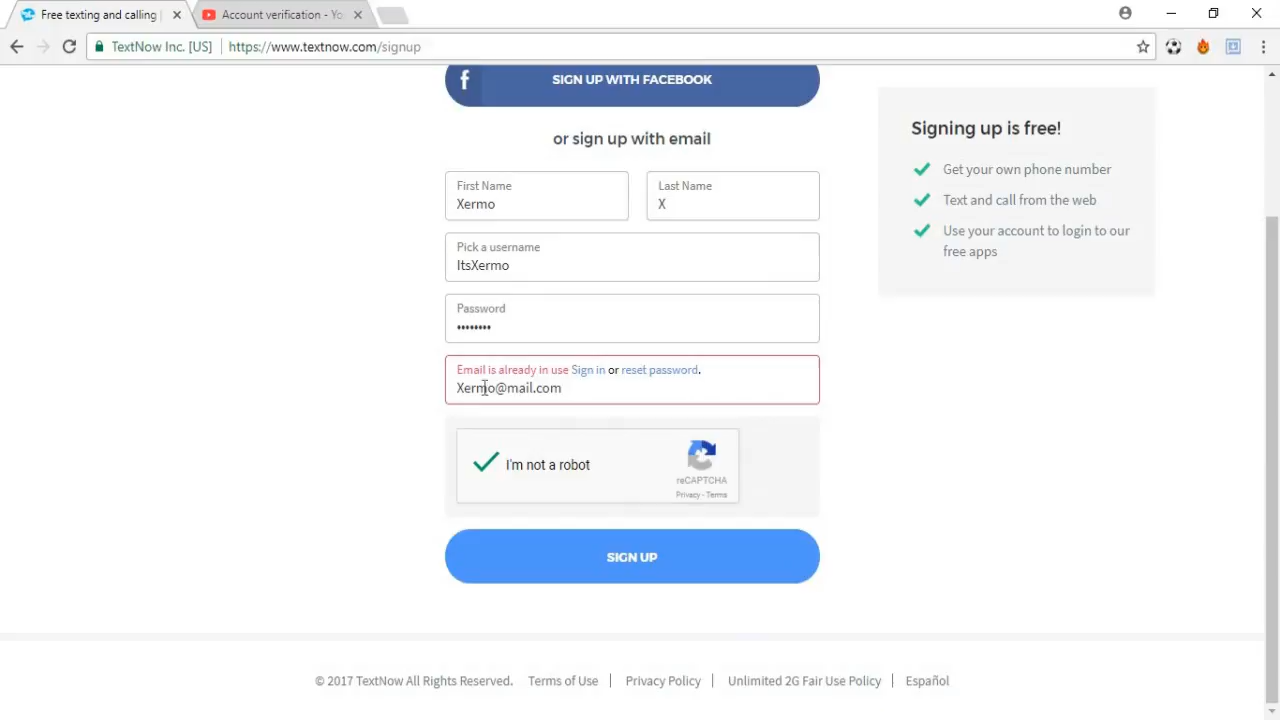 Free texting and calling
Account verification - Yo
TextNow Inc. [US]
https://www.textnow.com/signup
f
SIGN UP WITH FACEBOOK
or sign up with email
First Name
Xermo
Last Name
X
Pick a username
ItsXermo
Password
••••••••
Email is already in use Sign in or reset password.
Xermo@mail.com
I'm not a robot
reCAPTCHA
Privacy - Terms
SIGN UP
Signing up is free!
Get your own phone number
Text and call from the web
Use your account to login to our
free apps
© 2017 TextNow All Rights Reserved. Terms of Use | Privacy Policy | Unlimited 2G Fair Use Policy | Español